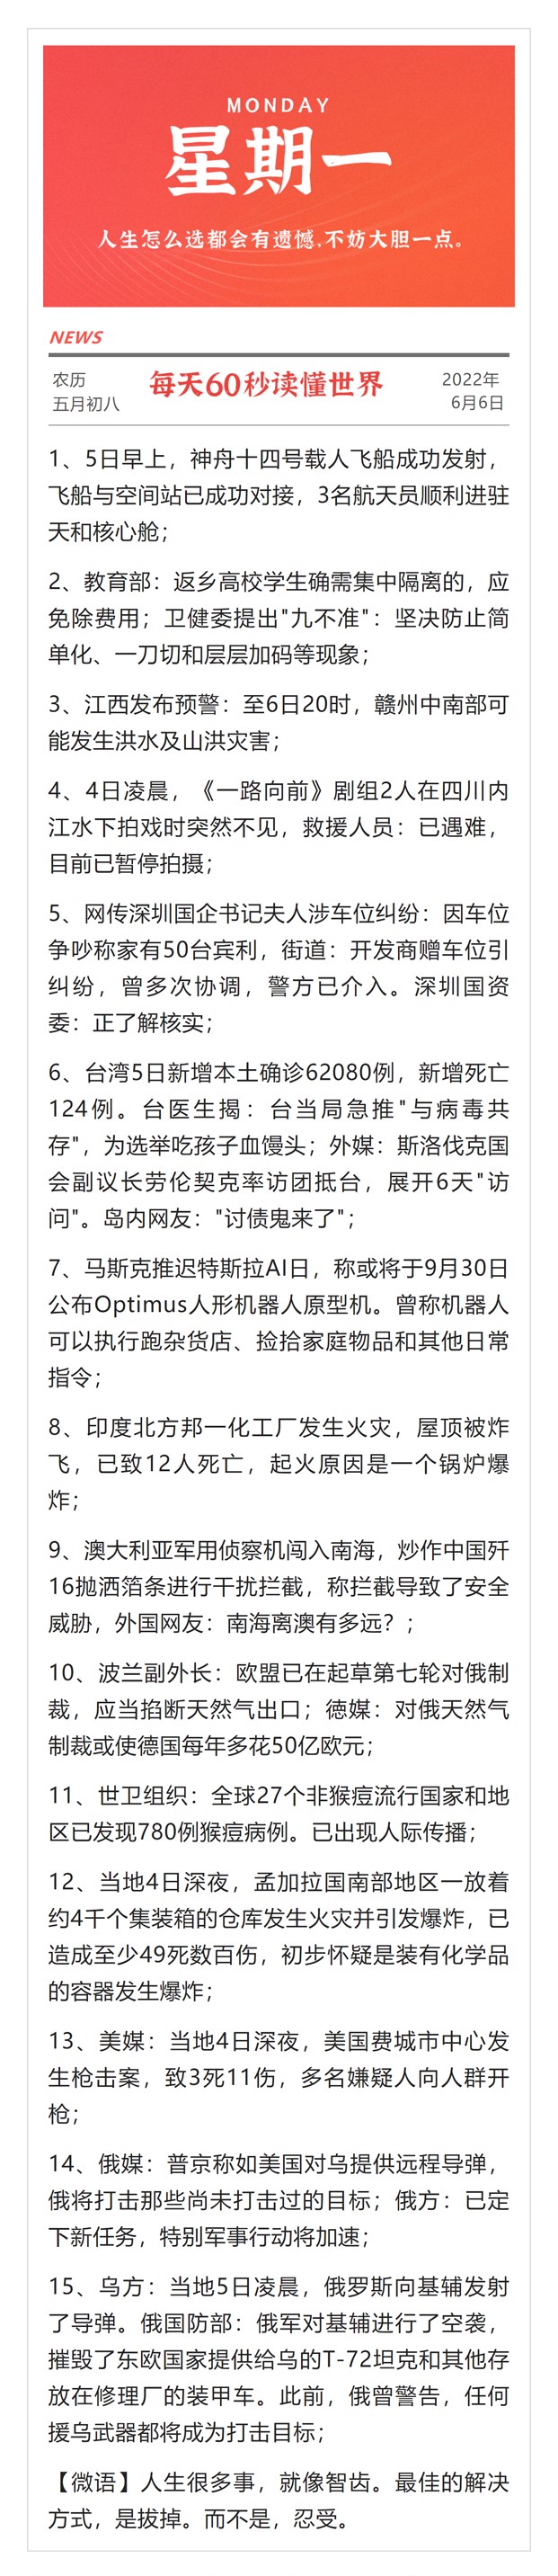 MONDAY
星期一
人生怎么选都会有遗憾,不妨大胆一点。
NEWS
农历
五月初八
每天60秒读懂世界
2022年
6月6日
1、5日早上，神舟十四号载人飞船成功发射，
飞船与空间站已成功对接，3名航天员顺利进驻
天和核心舱；
2、教育部：返乡高校学生确需集中隔离的，应
免除费用；卫健委提出"九不准"：坚决防止简
单化、一刀切和层层加码等现象；
3、江西发布预警：至6日20时，赣州中南部可
能发生洪水及山洪灾害；
4、4日凌晨，《一路向前》剧组2人在四川内
江水下拍戏时突然不见，救援人员：已遇难，
目前已暂停拍摄；
5、网传深圳国企书记夫人涉车位纠纷：因车位
争吵称家有50台宾利，街道：开发商赠车位引
纠纷，曾多次协调，警方已介入。深圳国资
委：正了解核实；
6、台湾5日新增本土确诊62080例，新增死亡
124例。台医生揭：台当局急推"与病毒共
存"，为选举吃孩子血馒头；外媒：斯洛伐克国
会副议长劳伦契克率访团抵台，展开6天"访
问"。岛内网友："讨债鬼来了"；
7、马斯克推迟特斯拉AI日，称或将于9月30日
公布Optimus人形机器人原型机。曾称机器人
可以执行跑杂货店、捡拾家庭物品和其他日常
指令；
8、印度北方邦一化工厂发生火灾，屋顶被炸
飞，已致12人死亡，起火原因是一个锅炉爆
炸；
9、澳大利亚军用侦察机闯入南海，炒作中国歼
16抛洒箔条进行干扰拦截，称拦截导致了安全
威胁，外国网友：南海离澳有多远？；
10、波兰副外长：欧盟已在起草第七轮对俄制
裁，应当掐断天然气出口；德媒：对俄天然气
制裁或使德国每年多花50亿欧元；
11、世卫组织：全球27个非猴痘流行国家和地
区已发现780例猴痘病例。已出现人际传播；
12、当地4日深夜，孟加拉国南部地区一放着
约4千个集装箱的仓库发生火灾并引发爆炸，已
造成至少49死数百伤，初步怀疑是装有化学品
的容器发生爆炸；
13、美媒：当地4日深夜，美国费城市中心发
生枪击案，致3死11伤，多名嫌疑人向人群开
枪；
14、俄媒：普京称如美国对乌提供远程导弹，
俄将打击那些尚未打击过的目标；俄方：已定
下新任务，特别军事行动将加速；
15、乌方：当地5日凌晨，俄罗斯向基辅发射
了导弹。俄国防部：俄军对基辅进行了空袭，
摧毁了东欧国家提供给乌的T-72坦克和其他存
放在修理厂的装甲车。此前，俄曾警告，任何
援乌武器都将成为打击目标；
【微语】人生很多事，就像智齿。最佳的解决
方式，是拔掉。而不是，忍受。